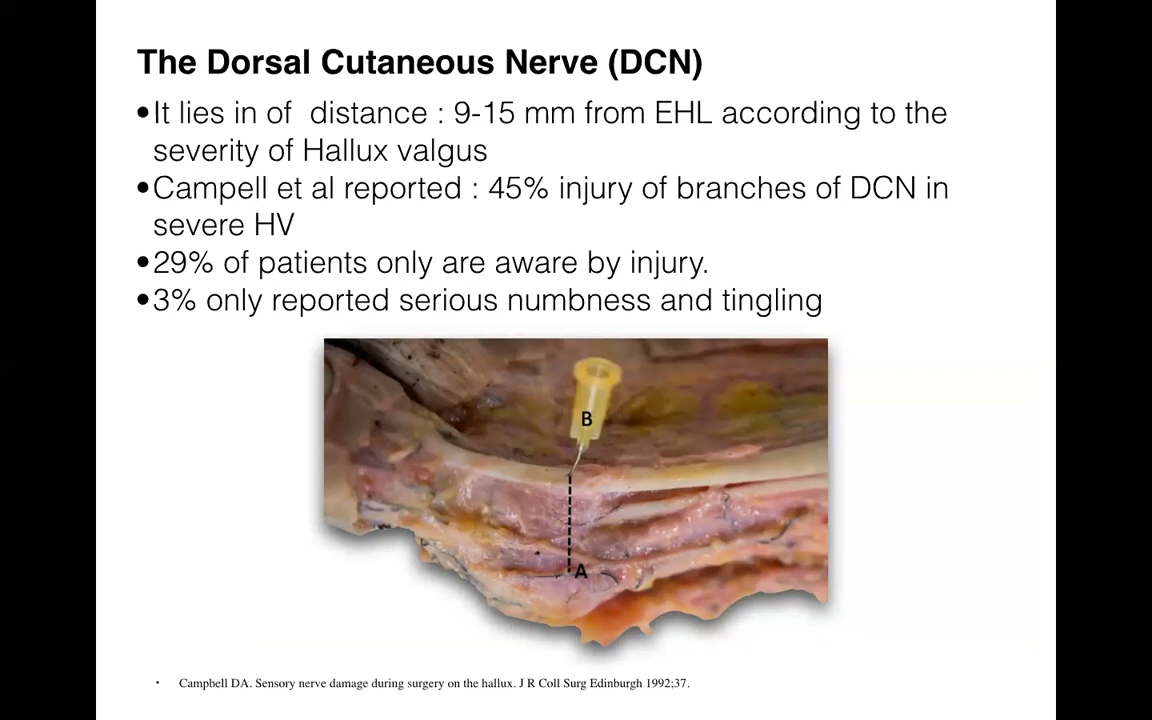 The Dorsal Cutaneous Nerve (DCN)
•It lies in of  distance : 9-15 mm from EHL according to the
severity of Hallux valgus
•Campell et al reported : 45% injury of branches of DCN in
severe HV
•29% of patients only are aware by injury.
•3% only reported serious numbness and tingling
B
A
• Campbell DA. Sensory nerve damage during surgery on the hallux. J R Coll Surg Edinburgh 1992;37.